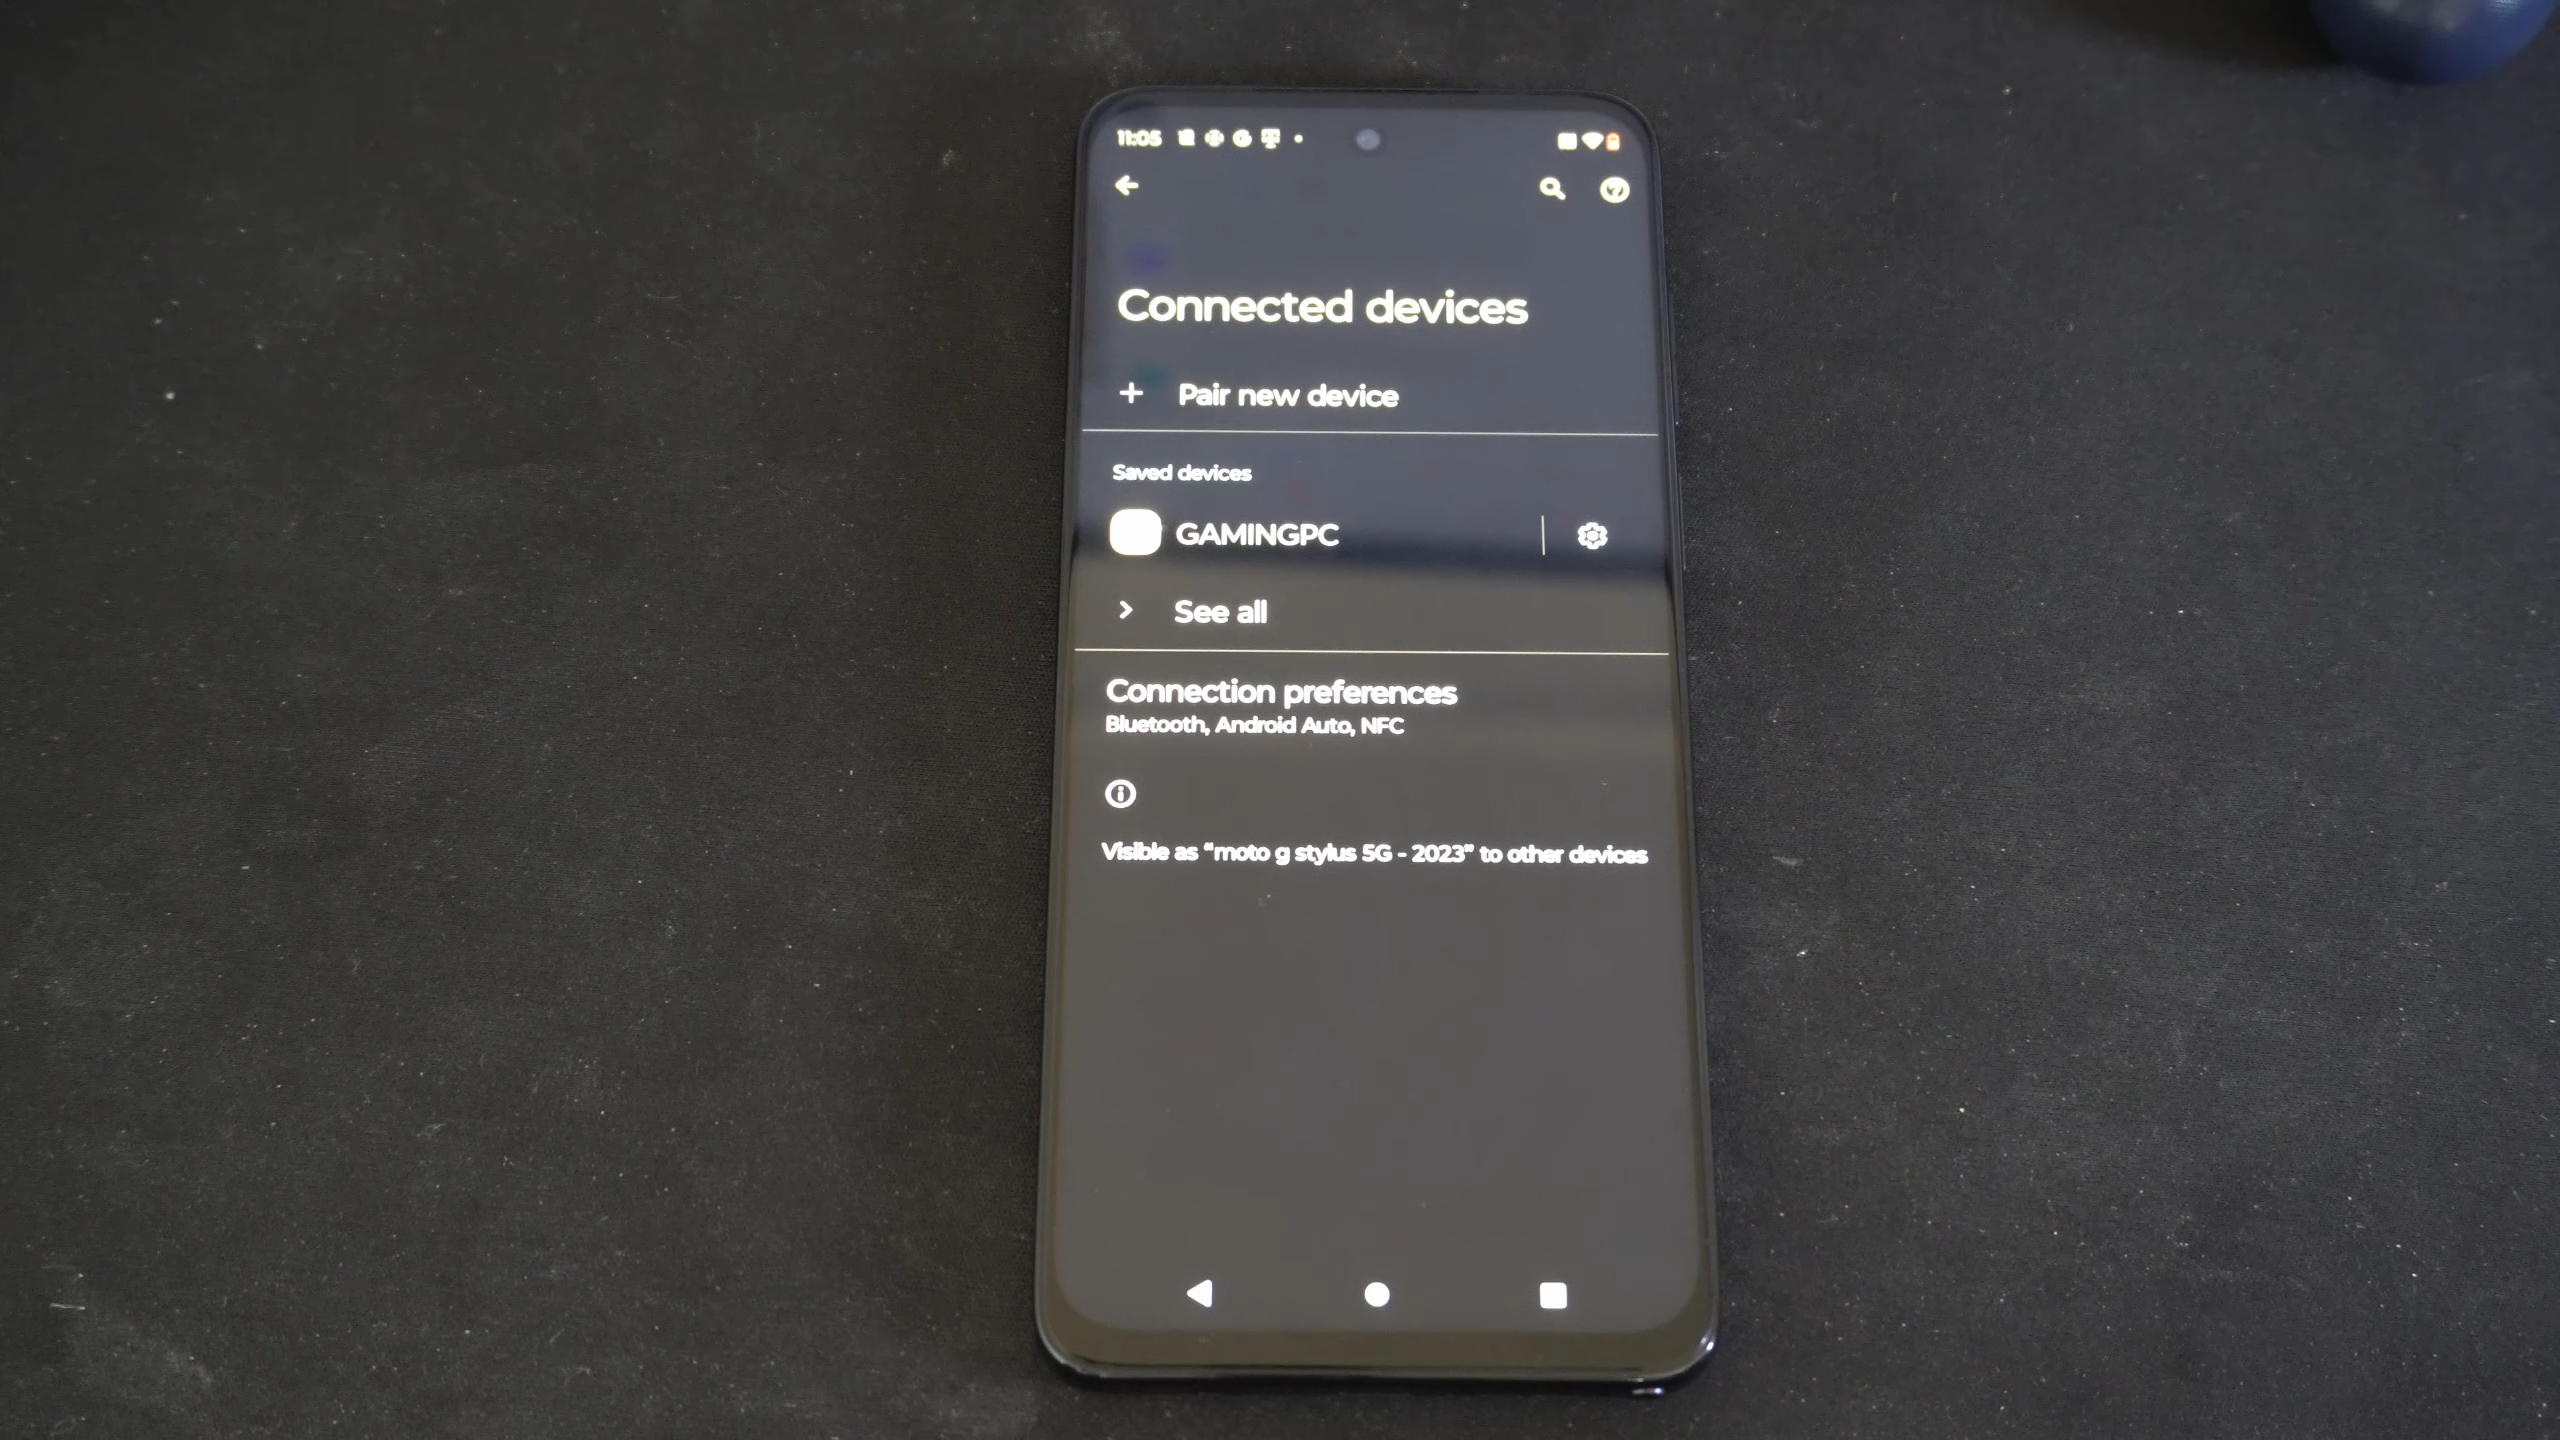 11:05
Connected devices
Pair new device
Saved devices
GAMINGPC
See all
Connection preferences
Bluetooth, Android Auto, NFC
Visible as “moto g stylus 5G - 2023” to other devices